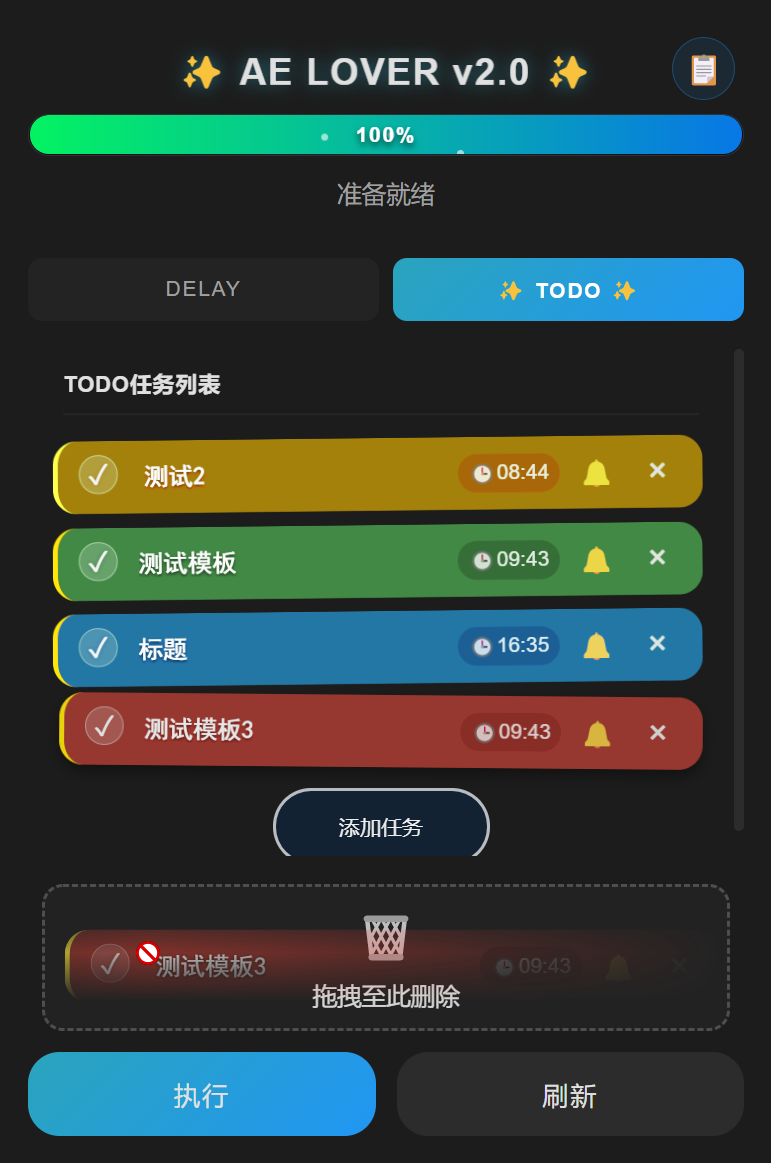 ✨ AE LOVER v2.0 ✨
100%
准备就绪
DELAY
✨ TODO ✨
TODO任务列表
测试2 08:44 ×
测试模板 09:43 ×
标题 16:35 ×
测试模板3 09:43 ×
添加任务
测试模板3 09:43 ×
拖拽至此删除
执行 刷新